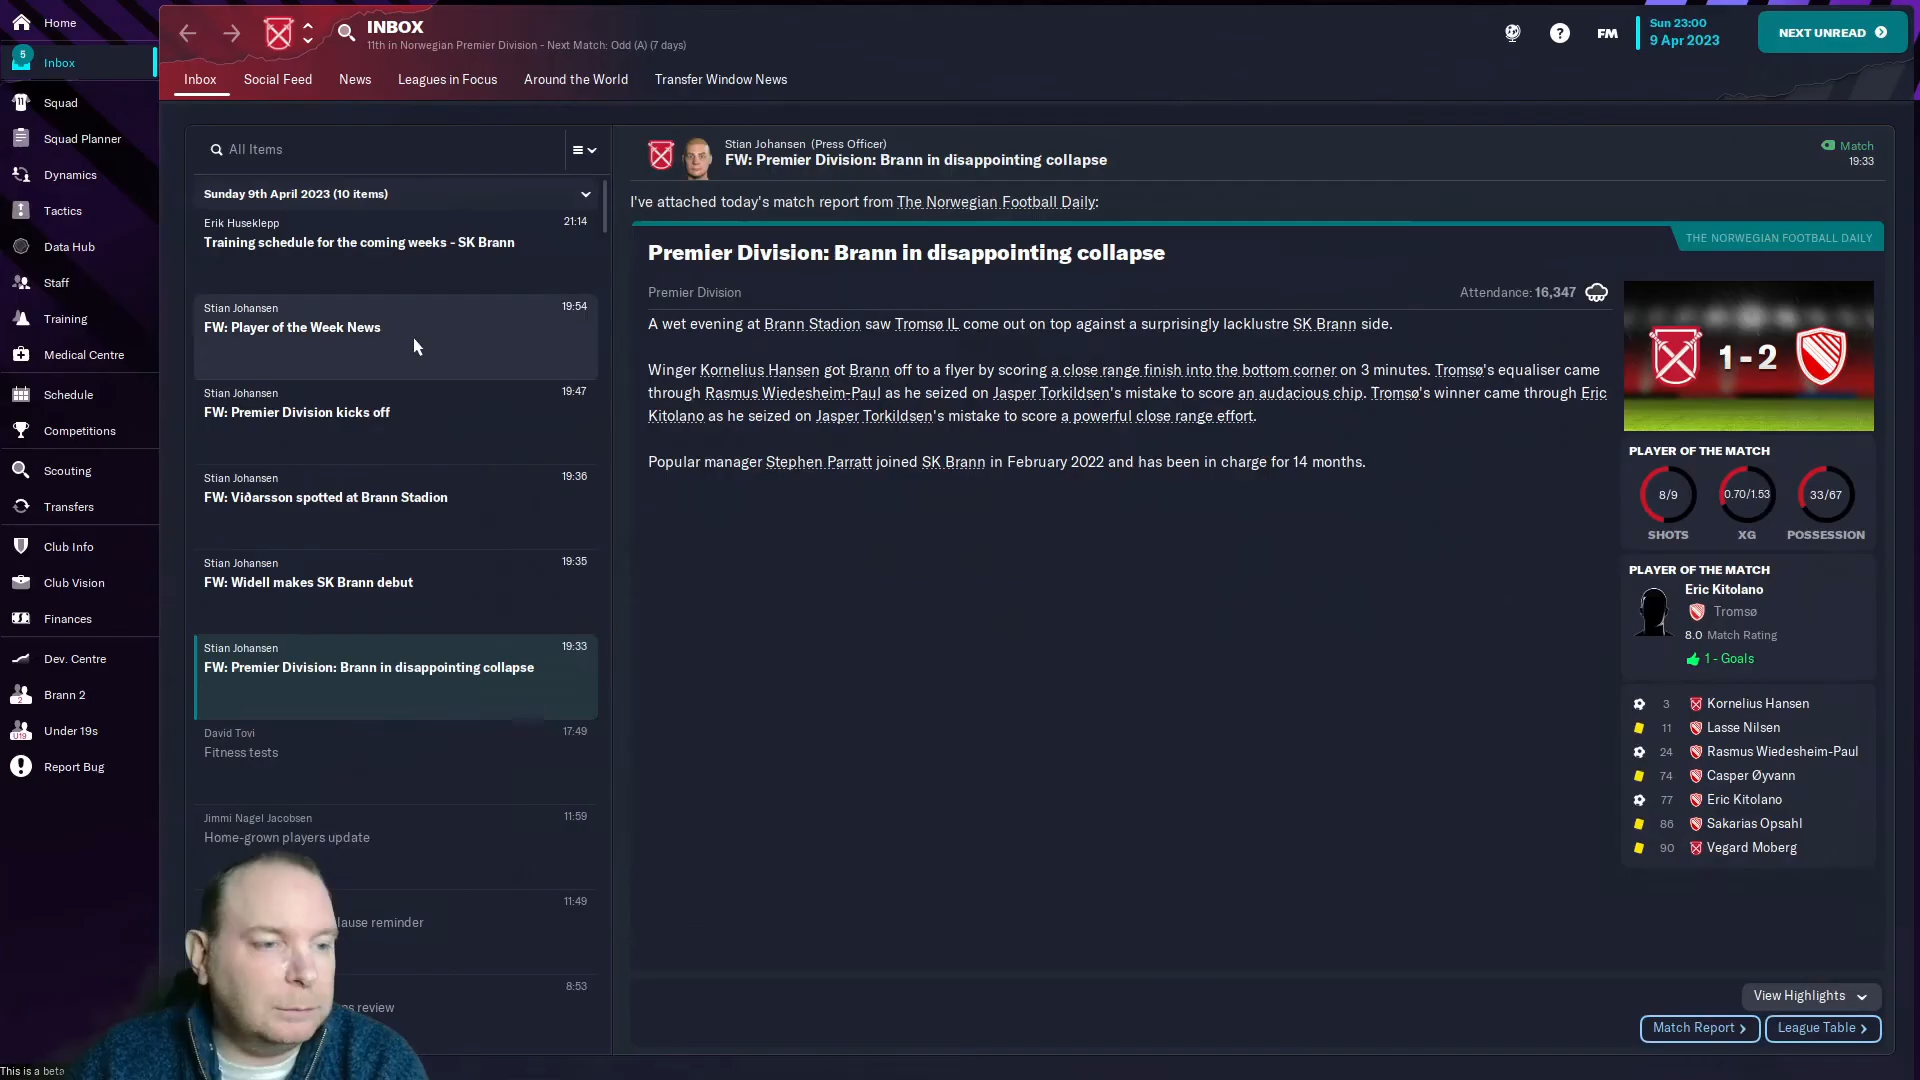 Home
5
Inbox
11
Squad
Squad Planner
Dynamics
Tactics
Data Hub
Staff
Training
Medical Centre
Schedule
Competitions
Scouting
Transfers
Club Info
Club Vision
Finances
Dev. Centre
2
Brann 2
U19
Under 19s
Report Bug
This is a beta
INBOX
11th in Norwegian Premier Division - Next Match: Odd (A) (7 days)
FM
Sun 23:00
9 Apr 2023
NEXT UNREAD
Inbox
Social Feed
News
Leagues in Focus
Around the World
Transfer Window News
All Items
Sunday 9th April 2023 (10 items)
Erik Huseklepp 21:14
Training schedule for the coming weeks - SK Brann
Stian Johansen 19:54
FW: Player of the Week News
Stian Johansen 19:47
FW: Premier Division kicks off
Stian Johansen 19:36
FW: Viðarsson spotted at Brann Stadion
Stian Johansen 19:35
FW: Widell makes SK Brann debut
Stian Johansen 19:33
FW: Premier Division: Brann in disappointing collapse
David Tovi 17:49
Fitness tests
Jimmi Nagel Jacobsen 11:59
Home-grown players update
11:49
lause reminder
8:53
ps review
Stian Johansen (Press Officer)
FW: Premier Division: Brann in disappointing collapse
Match
19:33
I've attached today's match report from The Norwegian Football Daily:
THE NORWEGIAN FOOTBALL DAILY
Premier Division: Brann in disappointing collapse
Premier Division
Attendance: 16,347
A wet evening at Brann Stadion saw Tromsø IL come out on top against a surprisingly lacklustre SK Brann side.
Winger Kornelius Hansen got Brann off to a flyer by scoring a close range finish into the bottom corner on 3 minutes. Tromsø's equaliser came
through Rasmus Wiedesheim-Paul as he seized on Jasper Torkildsen's mistake to score an audacious chip. Tromsø's winner came through Eric
Kitolano as he seized on Jasper Torkildsen's mistake to score a powerful close range effort.
Popular manager Stephen Parratt joined SK Brann in February 2022 and has been in charge for 14 months.
1 - 2
PLAYER OF THE MATCH
8/9
0.70/1.53
33/67
SHOTS
XG
POSSESSION
PLAYER OF THE MATCH
Eric Kitolano
Tromsø
8.0 Match Rating
1 - Goals
3 Kornelius Hansen
11 Lasse Nilsen
24 Rasmus Wiedesheim-Paul
74 Casper Øyvann
77 Eric Kitolano
86 Sakarias Opsahl
90 Vegard Moberg
View Highlights
Match Report
League Table